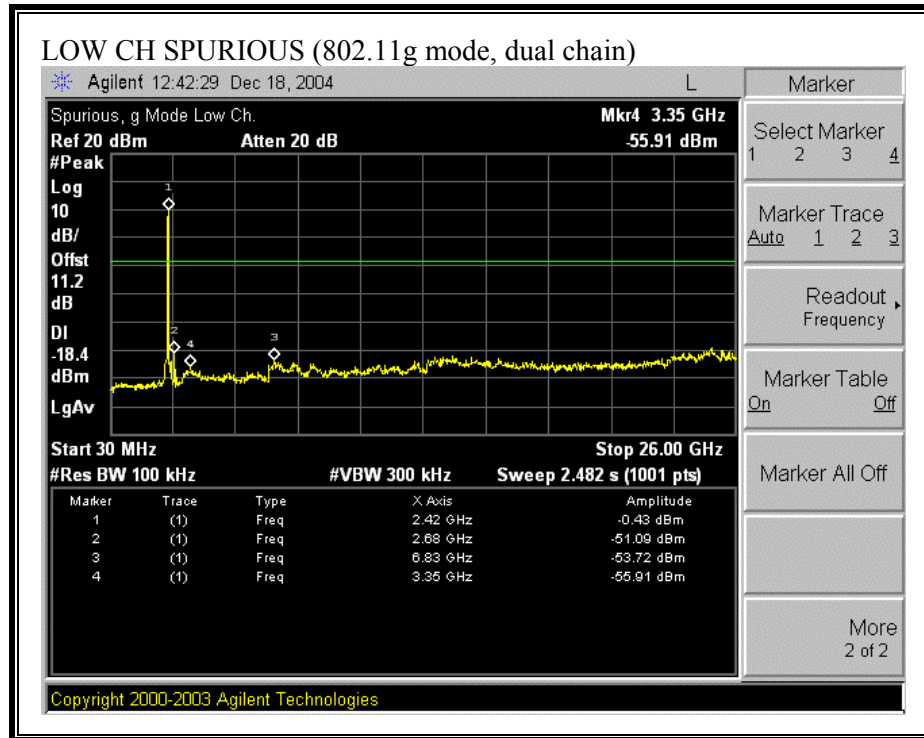 LOW CH SPURIOUS (802.11g mode, dual chain)
Agilent 12:42:29 Dec 18, 2004 L
Marker
Spurious, g Mode Low Ch. Mkr4 3.35 GHz
Ref 20 dBm Atten 20 dB -55.91 dBm
#Peak
Log
10
dB/
Offst
11.2
dB
DI
-18.4
dBm
LgAv
1
2
4
3
Start 30 MHz Stop 26.00 GHz
#Res BW 100 kHz #VBW 300 kHz Sweep 2.482 s (1001 pts)
Marker Trace Type X Axis Amplitude
1 (1) Freq 2.42 GHz -0.43 dBm
2 (1) Freq 2.68 GHz -51.09 dBm
3 (1) Freq 6.83 GHz -53.72 dBm
4 (1) Freq 3.35 GHz -55.91 dBm
Select Marker
1 2 3 4
Marker Trace
Auto 1 2 3
Readout
Frequency
Marker Table
On Off
Marker All Off
More
2 of 2
Copyright 2000-2003 Agilent Technologies